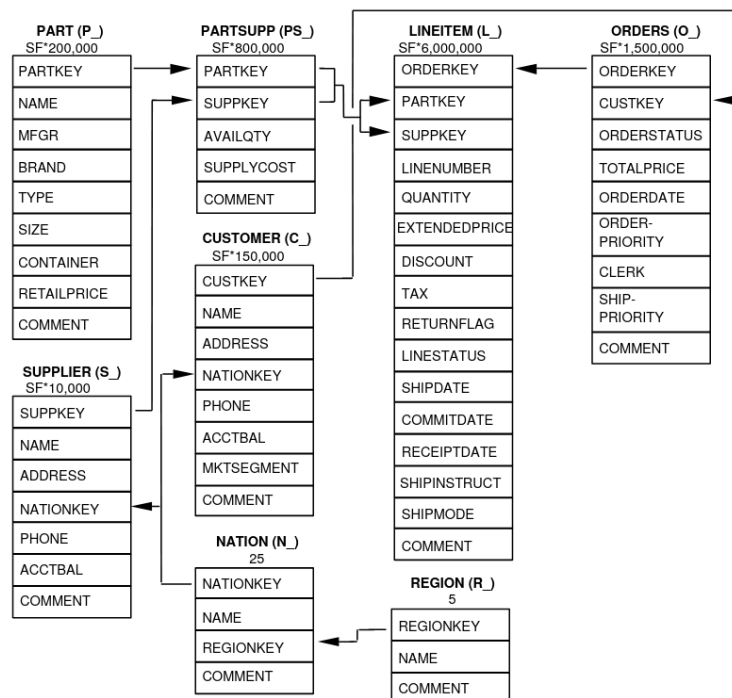 PART (P_)
SF*200,000
PARTKEY
NAME
MFGR
BRAND
TYPE
SIZE
CONTAINER
RETAILPRICE
COMMENT
SUPPLIER (S_)
SF*10,000
SUPPKEY
NAME
ADDRESS
NATIONKEY
PHONE
ACCTBAL
COMMENT
PARTSUPP (PS_)
SF*800,000
PARTKEY
SUPPKEY
AVAILQTY
SUPPLYCOST
COMMENT
CUSTOMER (C_)
SF*150,000
CUSTKEY
NAME
ADDRESS
NATIONKEY
PHONE
ACCTBAL
MKTSEGMENT
COMMENT
NATION (N_)
25
NATIONKEY
NAME
REGIONKEY
COMMENT
LINEITEM (L_)
SF*6,000,000
ORDERKEY
PARTKEY
SUPPKEY
LINENUMBER
QUANTITY
EXTENDEDPRICE
DISCOUNT
TAX
RETURNFLAG
LINESTATUS
SHIPDATE
COMMITDATE
RECEIPTDATE
SHIPINSTRUCT
SHIPMODE
COMMENT
REGION (R_)
5
REGIONKEY
NAME
COMMENT
ORDERS (O_)
SF*1,500,000
ORDERKEY
CUSTKEY
ORDERSTATUS
TOTALPRICE
ORDERDATE
ORDER-
PRIORITY
CLERK
SHIP-
PRIORITY
COMMENT